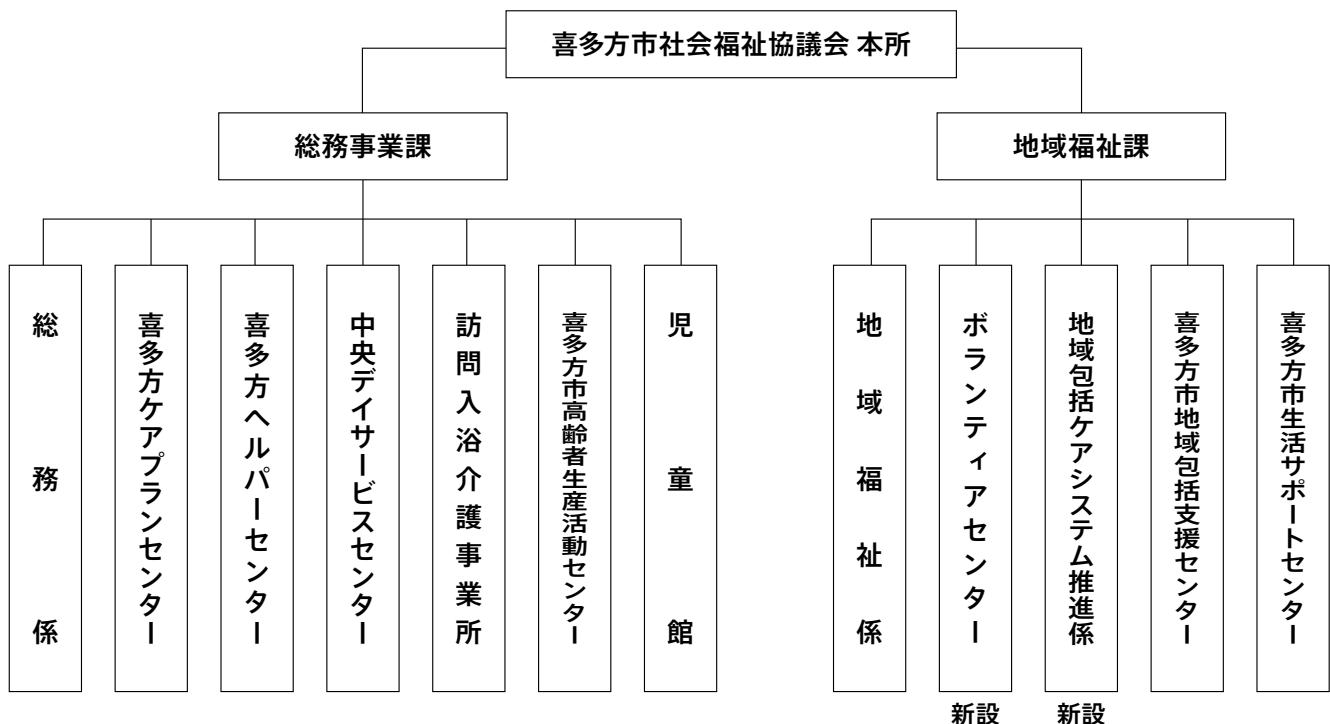 喜多方市社会福祉協議会 本所
総務事業課
地域福祉課
総務係
喜多方ケアプランセンター
喜多方ヘルパーセンター
中央デイサービスセンター
訪問入浴介護事業所
喜多方市高齢者生産活動センター
児童館
地域福祉係
ボランティアセンター
地域包括ケアシステム推進係
喜多方市地域包括支援センター
喜多方市生活サポートセンター
新設
新設